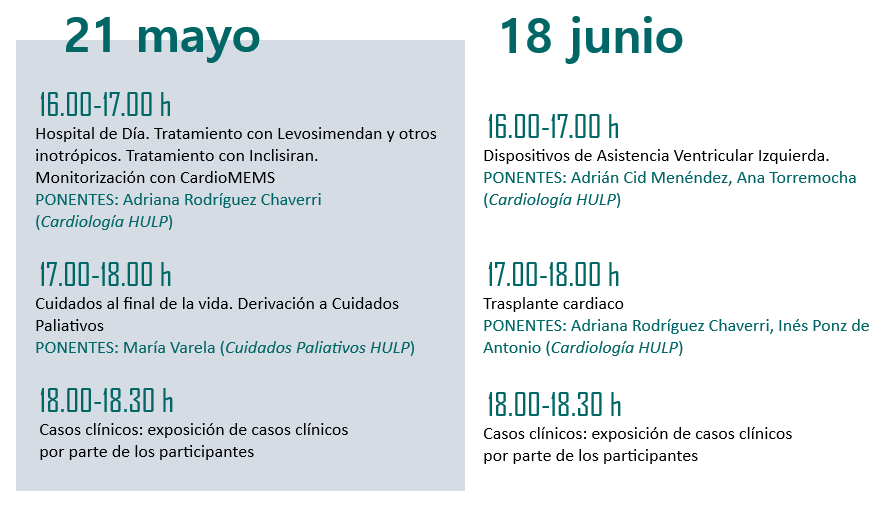 21 mayo
16.00-17.00 h
Hospital de Día. Tratamiento con Levosimendan y otros
inotrópicos. Tratamiento con Inclisiran.
Monitorización con CardioMEMS
PONENTES: Adriana Rodríguez Chaverri
(Cardiología HULP)
17.00-18.00 h
Cuidados al final de la vida. Derivación a Cuidados
Paliativos
PONENTES: María Varela (Cuidados Paliativos HULP)
18.00-18.30 h
Casos clínicos: exposición de casos clínicos
por parte de los participantes
18 junio
16.00-17.00 h
Dispositivos de Asistencia Ventricular Izquierda.
PONENTES: Adrián Cid Menéndez, Ana Torremocha
(Cardiología HULP)
17.00-18.00 h
Trasplante cardiaco
PONENTES: Adriana Rodríguez Chaverri, Inés Ponz de
Antonio (Cardiología HULP)
18.00-18.30 h
Casos clínicos: exposición de casos clínicos
por parte de los participantes